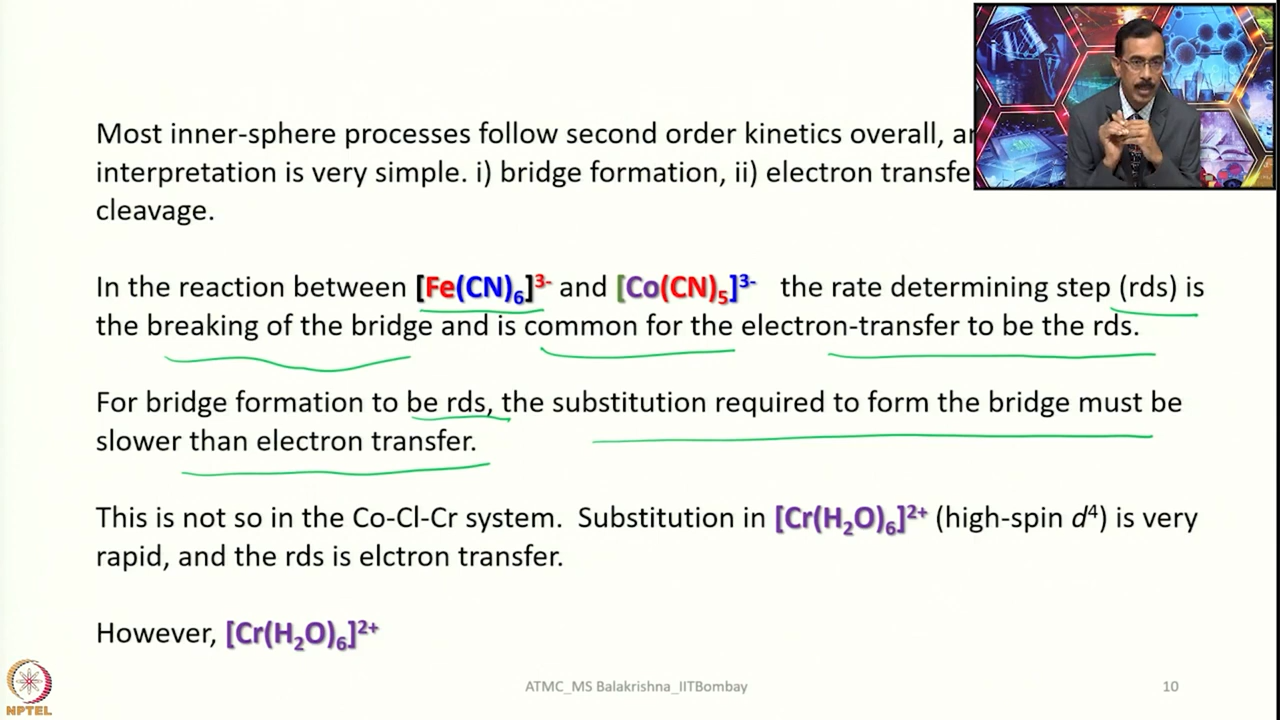 Most inner-sphere processes follow second order kinetics overall,
interpretation is very simple. i) bridge formation, ii) electron
cleavage.
In the reaction between [Fe(CN)₆]³⁻ and [Co(CN)₅]³⁻ the rate determining step (rds) is
the breaking of the bridge and is common for the electron-transfer to be the rds.
For bridge formation to be rds, the substitution required to form the bridge must be
slower than electron transfer.
This is not so in the Co-Cl-Cr system. Substitution in [Cr(H₂O)₆]²⁺ (high-spin d⁴) is very
rapid, and the rds is elctron transfer.
However, [Cr(H₂O)₆]²⁺
NPTEL
ATMC_MS Balakrishna_IITBombay
10